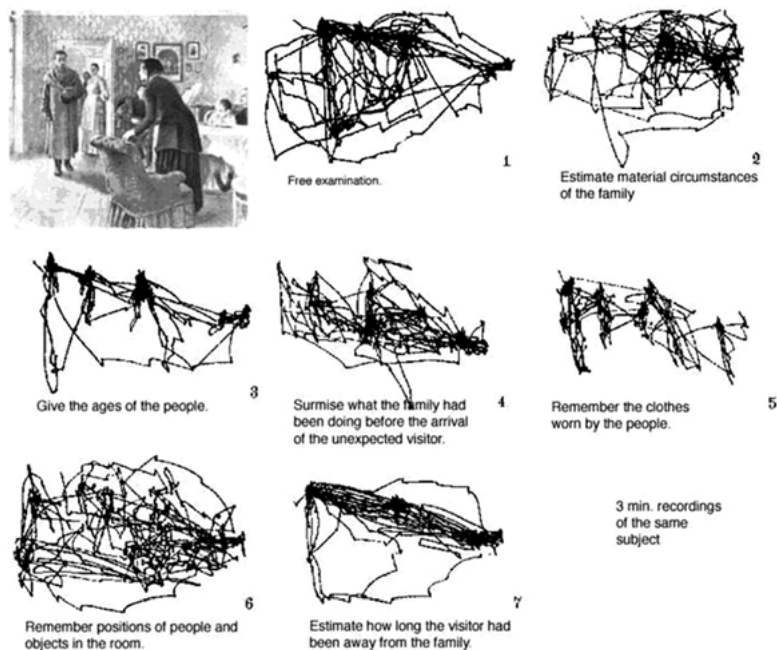 1
Free examination.
2
Estimate material circumstances
of the family
3
Give the ages of the people.
4
Surmise what the family had
been doing before the arrival
of the unexpected visitor.
5
Remember the clothes
worn by the people.
6
Remember positions of people and
objects in the room.
7
Estimate how long the visitor had
been away from the family.
3 min. recordings
of the same
subject